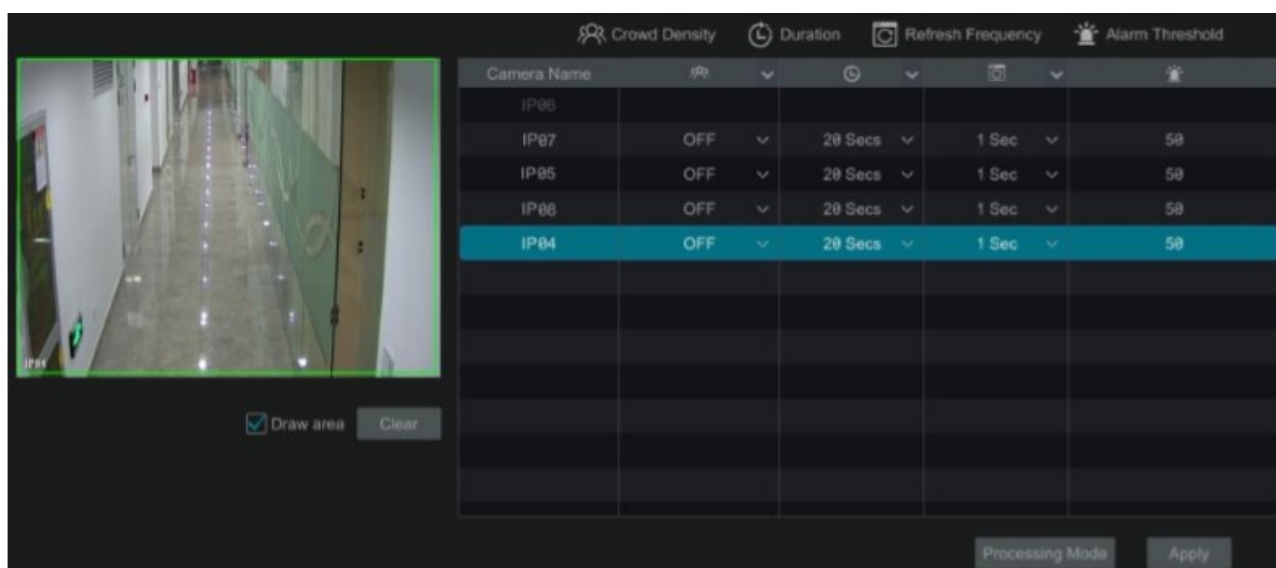 Crowd Density Duration Refresh Frequency Alarm Threshold
Camera Name
IP06
IP07 OFF 20 Secs 1 Sec 50
IP05 OFF 20 Secs 1 Sec 50
IP08 OFF 20 Secs 1 Sec 50
IP04 OFF 20 Secs 1 Sec 50
IP04
Draw area Clear
Processing Mode Apply